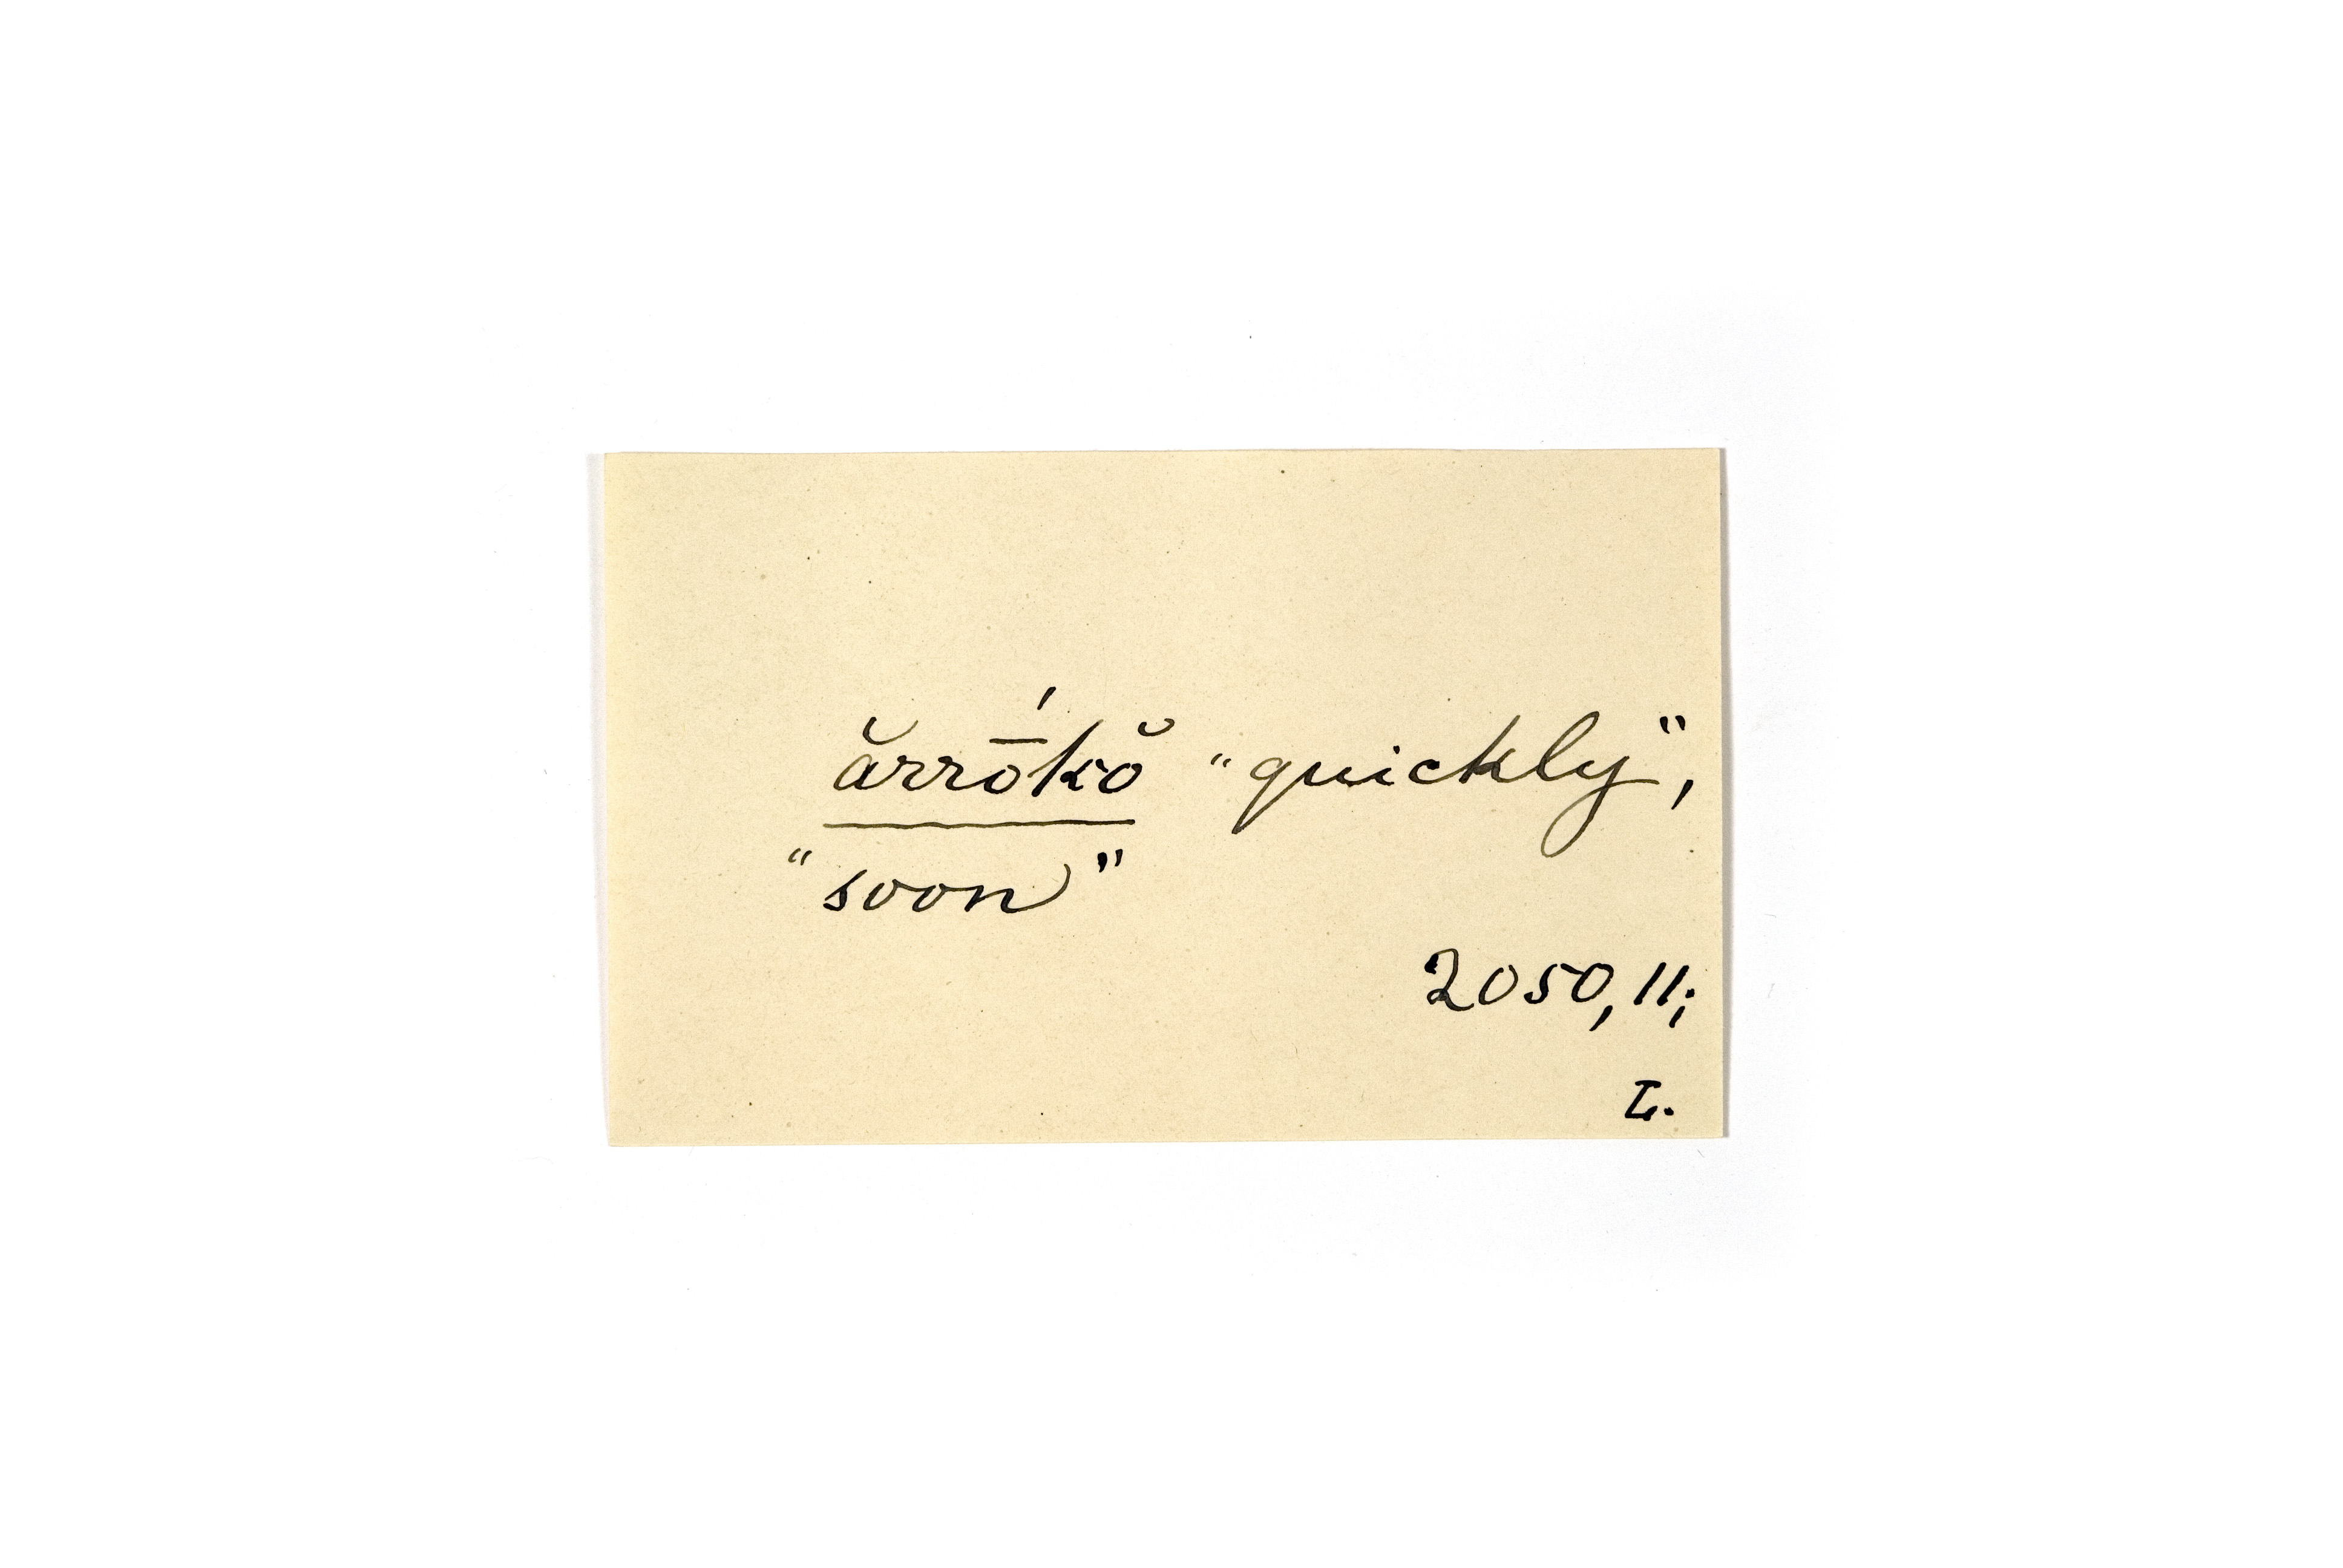 ărrṓkŏ "quickly",
"soon"
2050,11;
L.